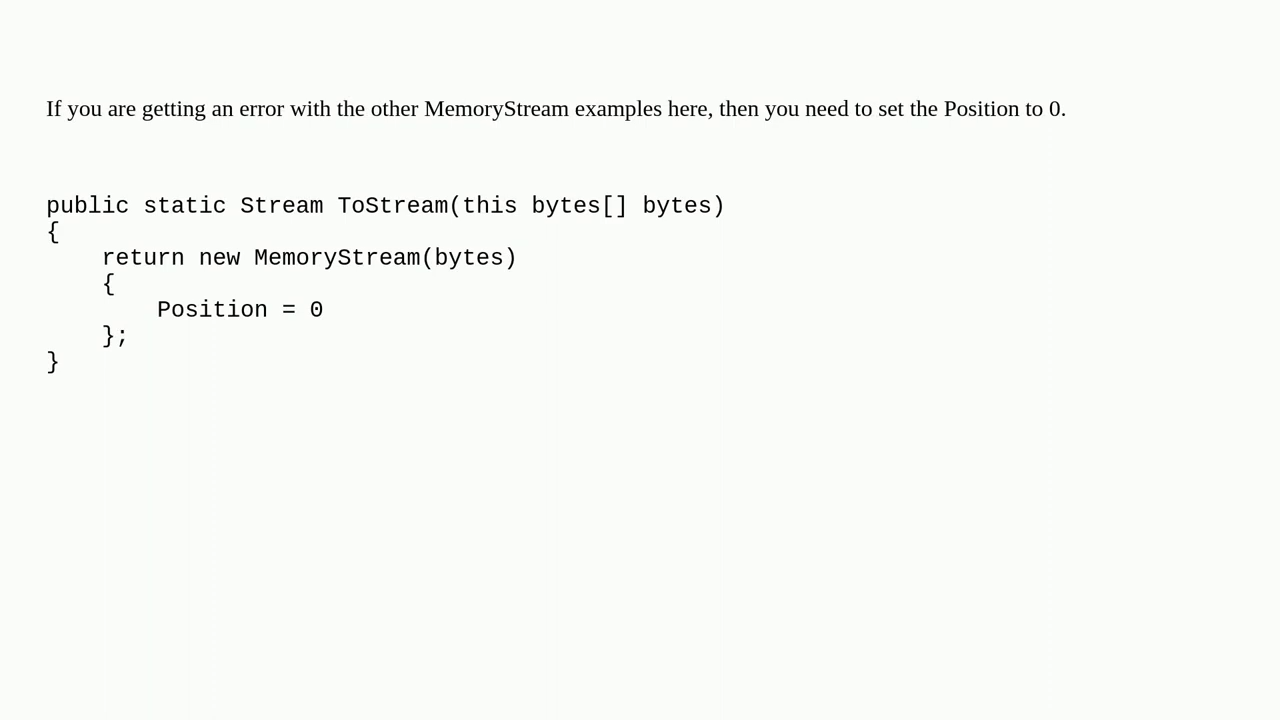 If you are getting an error with the other MemoryStream examples here, then you need to set the Position to 0.
public static Stream ToStream(this bytes[] bytes)
{
    return new MemoryStream(bytes)
    {
        Position = 0
    };
}